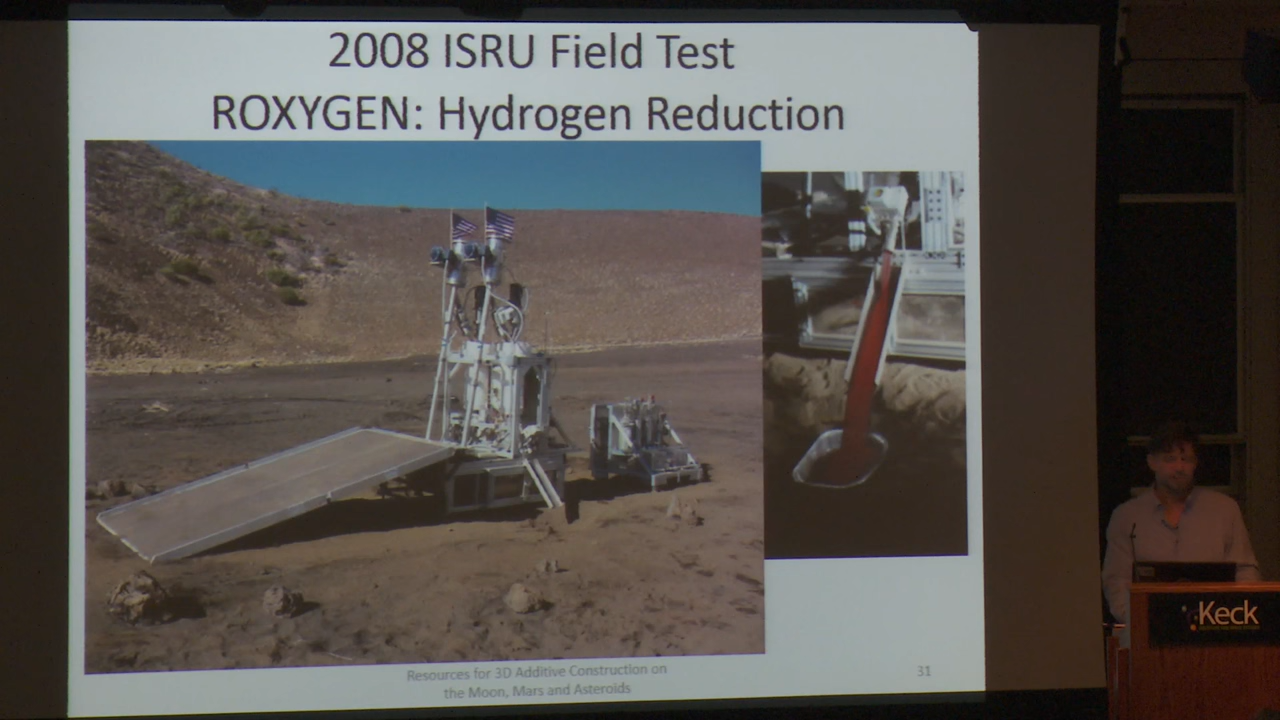 2008 ISRU Field Test
ROXYGEN: Hydrogen Reduction
Resources for 3D Additive Construction on
the Moon, Mars and Asteroids
31
Keck